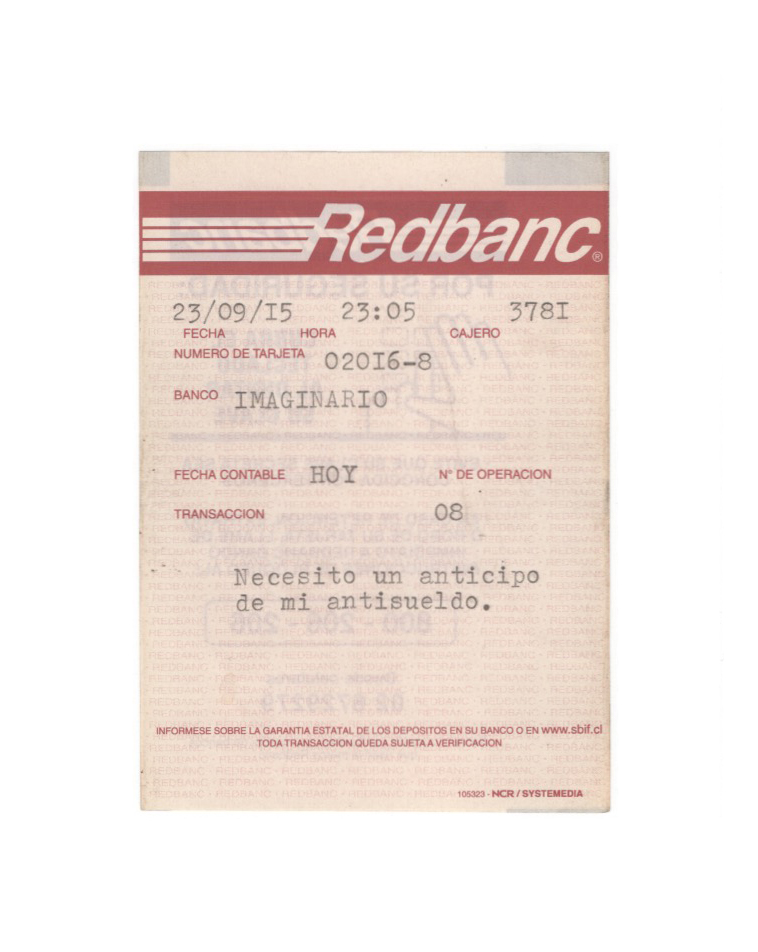 Redbanc®
23/09/I5 23:05 378I
FECHA HORA CAJERO
NUMERO DE TARJETA 020I6-8
BANCO IMAGINARIO
FECHA CONTABLE HOY N° DE OPERACION
TRANSACCION 08
Necesito un anticipo
de mi antisueldo.
INFORMESE SOBRE LA GARANTIA ESTATAL DE LOS DEPOSITOS EN SU BANCO O EN www.sbif.cl
TODA TRANSACCION QUEDA SUJETA A VERIFICACION
105323 - NCR / SYSTEMEDIA